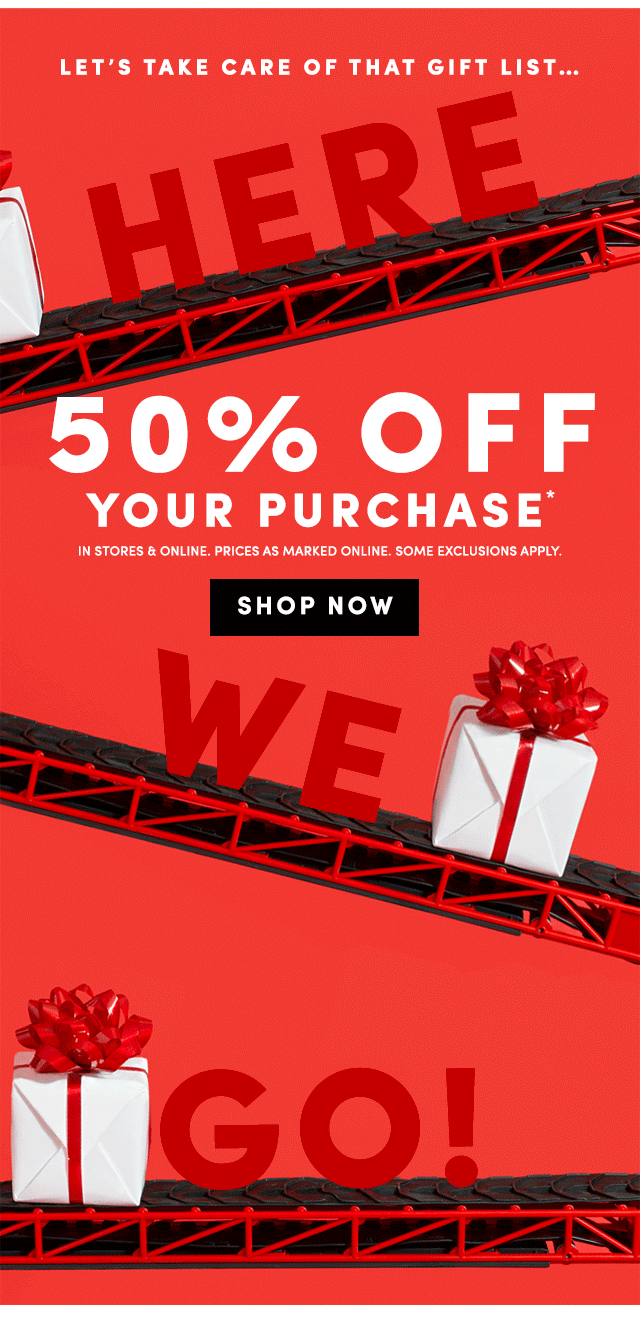 LET'S TAKE CARE OF THAT GIFT LIST...
HERE
50% OFF
YOUR PURCHASE*
IN STORES & ONLINE. PRICES AS MARKED ONLINE. SOME EXCLUSIONS APPLY.
SHOP NOW
WE
GO!